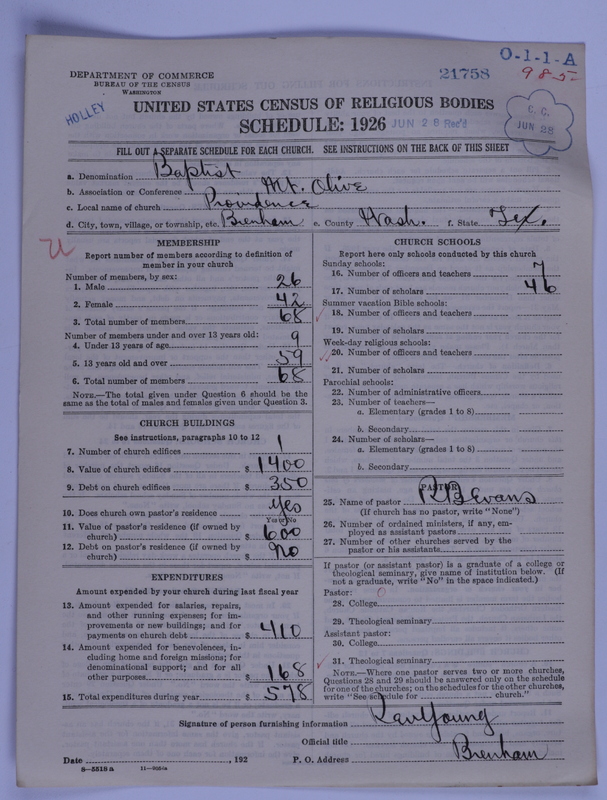 O-1-1-A
21758
985-
DEPARTMENT OF COMMERCE
BUREAU OF THE CENSUS
WASHINGTON
HOLLEY
UNITED STATES CENSUS OF RELIGIOUS BODIES
SCHEDULE: 1926 JUN 28 Rec'd
C.C.
JUN 28
FILL OUT A SEPARATE SCHEDULE FOR EACH CHURCH. SEE INSTRUCTIONS ON THE BACK OF THIS SHEET
a. Denomination Baptist
b. Association or Conference Mt. Olive
c. Local name of church Providence
d. City, town, village, or township, etc. Brenham e. County Wash. f. State Tex.
MEMBERSHIP
Report number of members according to definition of
member in your church
Number of members, by sex:
1. Male 26
2. Female 42
3. Total number of members 68
Number of members under and over 13 years old:
4. Under 13 years of age 9
5. 13 years old and over 59
6. Total number of members 68
NOTE.—The total given under Question 6 should be
same as the total of males and females given under Question 3.
CHURCH BUILDINGS
See instructions, paragraphs 10 to 12
7. Number of church edifices 1
8. Value of church edifices $ 1400
9. Debt on church edifices $ 350
10. Does church own pastor's residence Yes
Yes or No
11. Value of pastor's residence (if owned by
church) $ 600
12. Debt on pastor's residence (if owned by
church) $ No
EXPENDITURES
Amount expended by your church during last fiscal year
13. Amount expended for salaries, repairs,
and other running expenses; for im-
provements or new buildings; and for
payments on church debt $ 410
14. Amount expended for benevolences, in-
cluding home and foreign missions; for
denominational support; and for all
other purposes $ 168
15. Total expenditures during year $ 578
CHURCH SCHOOLS
Report here only schools conducted by this church
Sunday schools:
16. Number of officers and teachers 7
17. Number of scholars 46
Summer vacation Bible schools:
18. Number of officers and teachers
19. Number of scholars
Week-day religious schools:
20. Number of officers and teachers
21. Number of scholars
Parochial schools:
22. Number of administrative officers
23. Number of teachers—
a. Elementary (grades 1 to 8)
b. Secondary
24. Number of scholars—
a. Elementary (grades 1 to 8)
b. Secondary
PASTOR
25. Name of pastor R B Evans
(If church has no pastor, write "None")
26. Number of ordained ministers, if any, em-
ployed as assistant pastors
27. Number of other churches served by the
pastor or his assistants
If pastor (or assistant pastor) is a graduate of a college or
theological seminary, give name of institution below. (If
not a graduate, write "No" in the space indicated.)
Pastor:
28. College
29. Theological seminary
Assistant pastor:
30. College
31. Theological seminary
NOTE.—Where one pastor serves two or more churches,
Questions 28 and 29 should be answered only on the schedule
for one of the churches; on the schedules for the other churches,
write "See schedule for church."
Signature of person furnishing information Young
Official title
Date , 192 P. O. Address Brenham
8-5518a